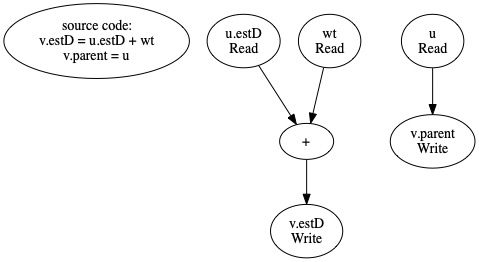 source code:
v.estD = u.estD + wt
v.parent = u
u.estD
Read
wt
Read
u
Read
+
v.parent
Write
v.estD
Write